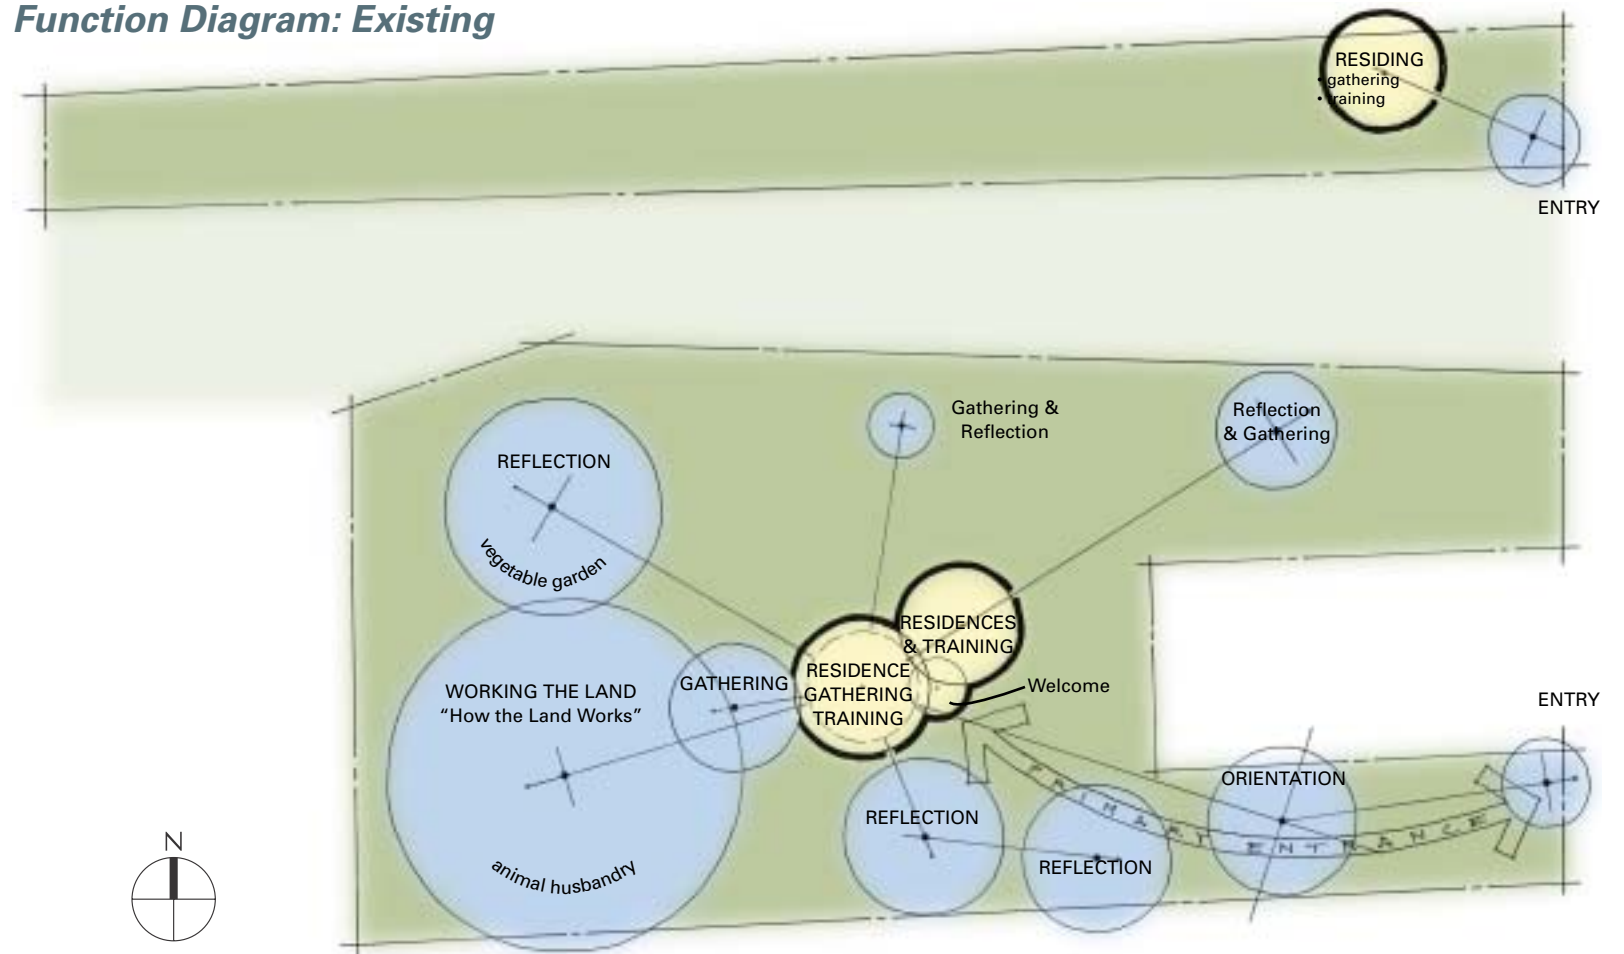 Function Diagram: Existing
RESIDING
• gathering
• training
ENTRY
Gathering &
Reflection
Reflection
& Gathering
REFLECTION
vegetable garden
RESIDENCES
& TRAINING
WORKING THE LAND
“How the Land Works”
GATHERING
RESIDENCE
GATHERING
TRAINING
Welcome
ENTRY
ORIENTATION
PRIMARY ENTRANCE
REFLECTION
REFLECTION
animal husbandry
N